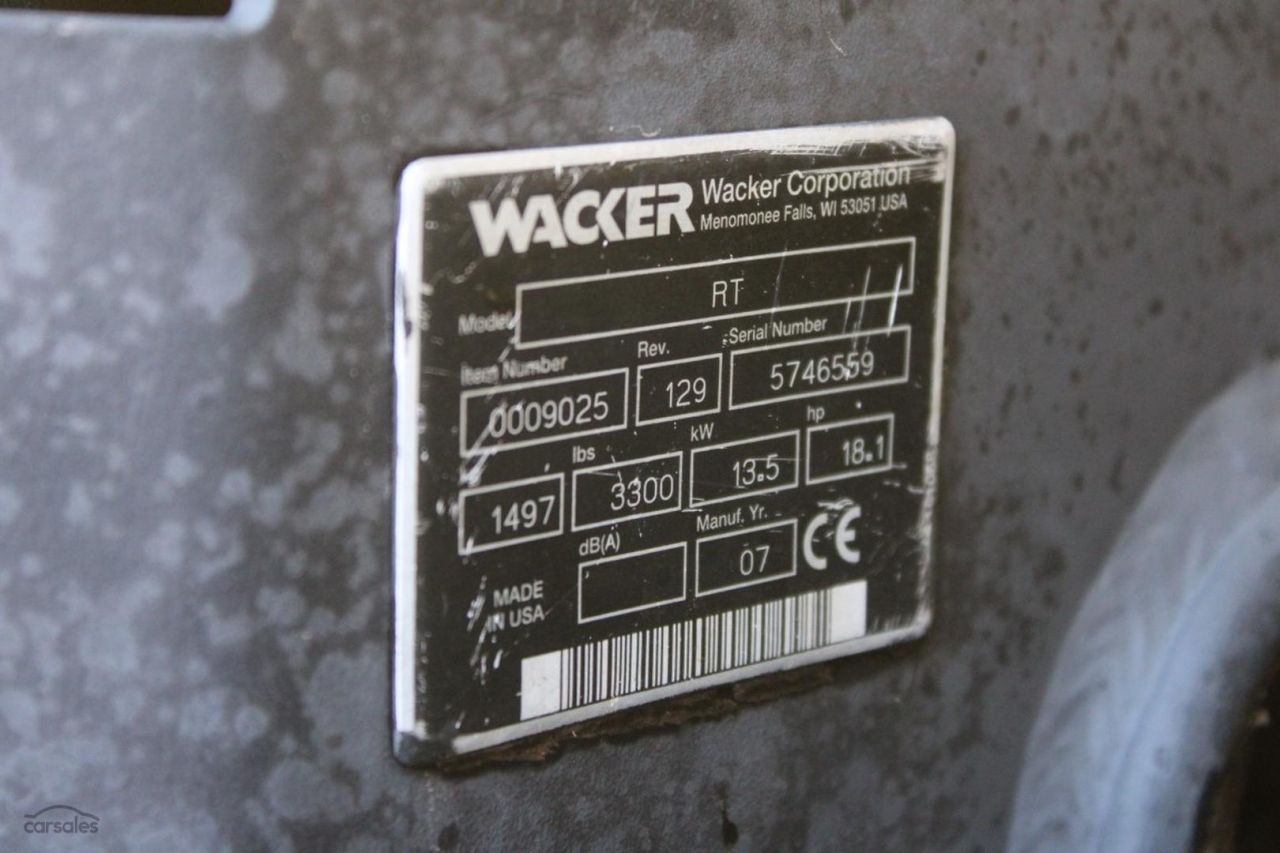 WACKER Wacker Corporation
Menomonee Falls, WI 53051 USA
Model RT
Item Number Rev. Serial Number
0009025 129 5746559
lbs kW hp
1497 3300 13.5 18.1
dB(A) Manuf. Yr.
07 CE
MADE
IN USA
carsales